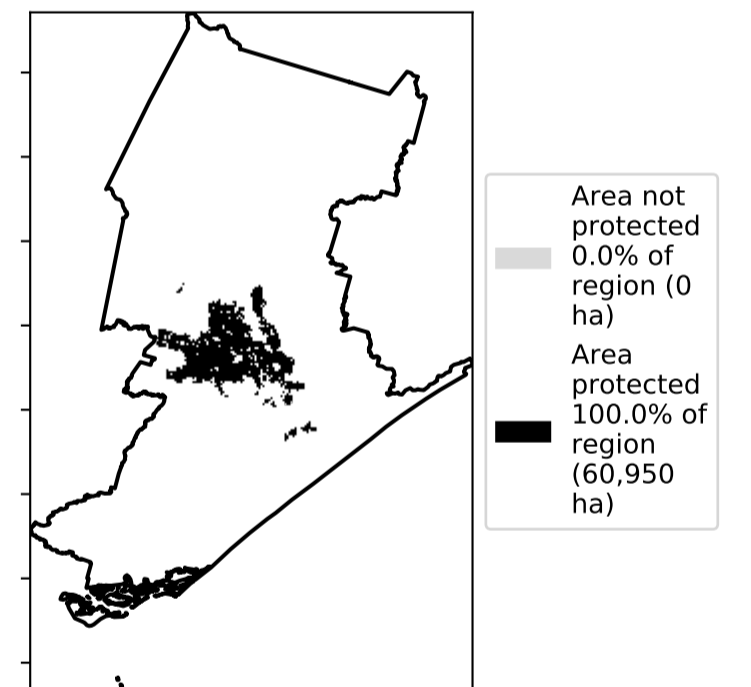 Area not
protected
0.0% of
region (0
ha)
Area
protected
100.0% of
region
(60,950
ha)